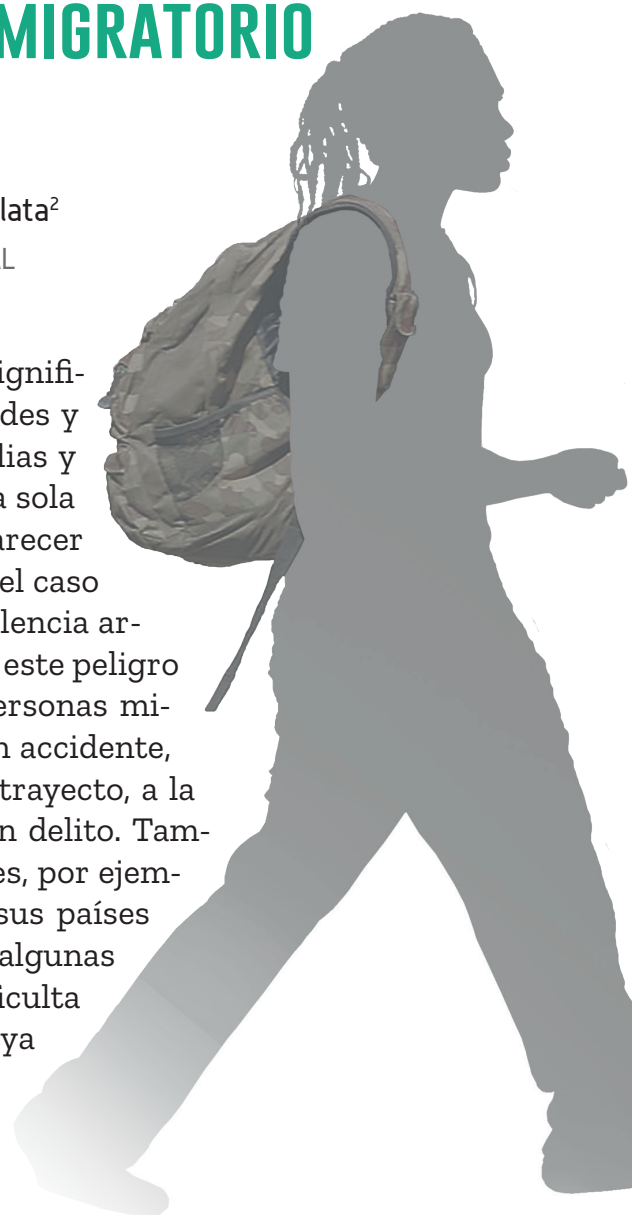 MIGRATORIO
lata²
L
ignifi-
des y
lias y
a sola
arecer
el caso
lencia ar-
este peligro
ersonas mi-
n accidente,
trayecto, a la
n delito. Tam-
es, por ejem-
sus países
algunas
iculta
ya